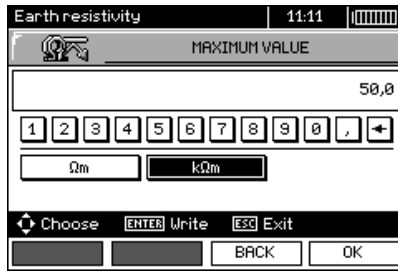 Earth resistivity 11:11
MAXIMUM VALUE
50,0
1 2 3 4 5 6 7 8 9 0 , ←
Ωm kΩm
Choose ENTER Write ESC Exit
BACK OK